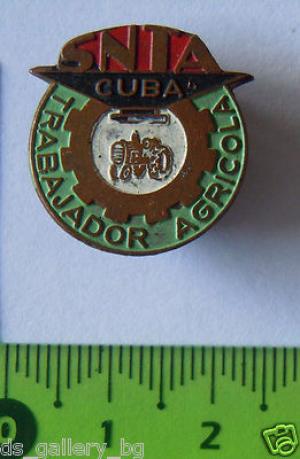 SNTA
CUBA
TRABAJADOR AGRICOLA
0 1 2
ds_gallery_bg